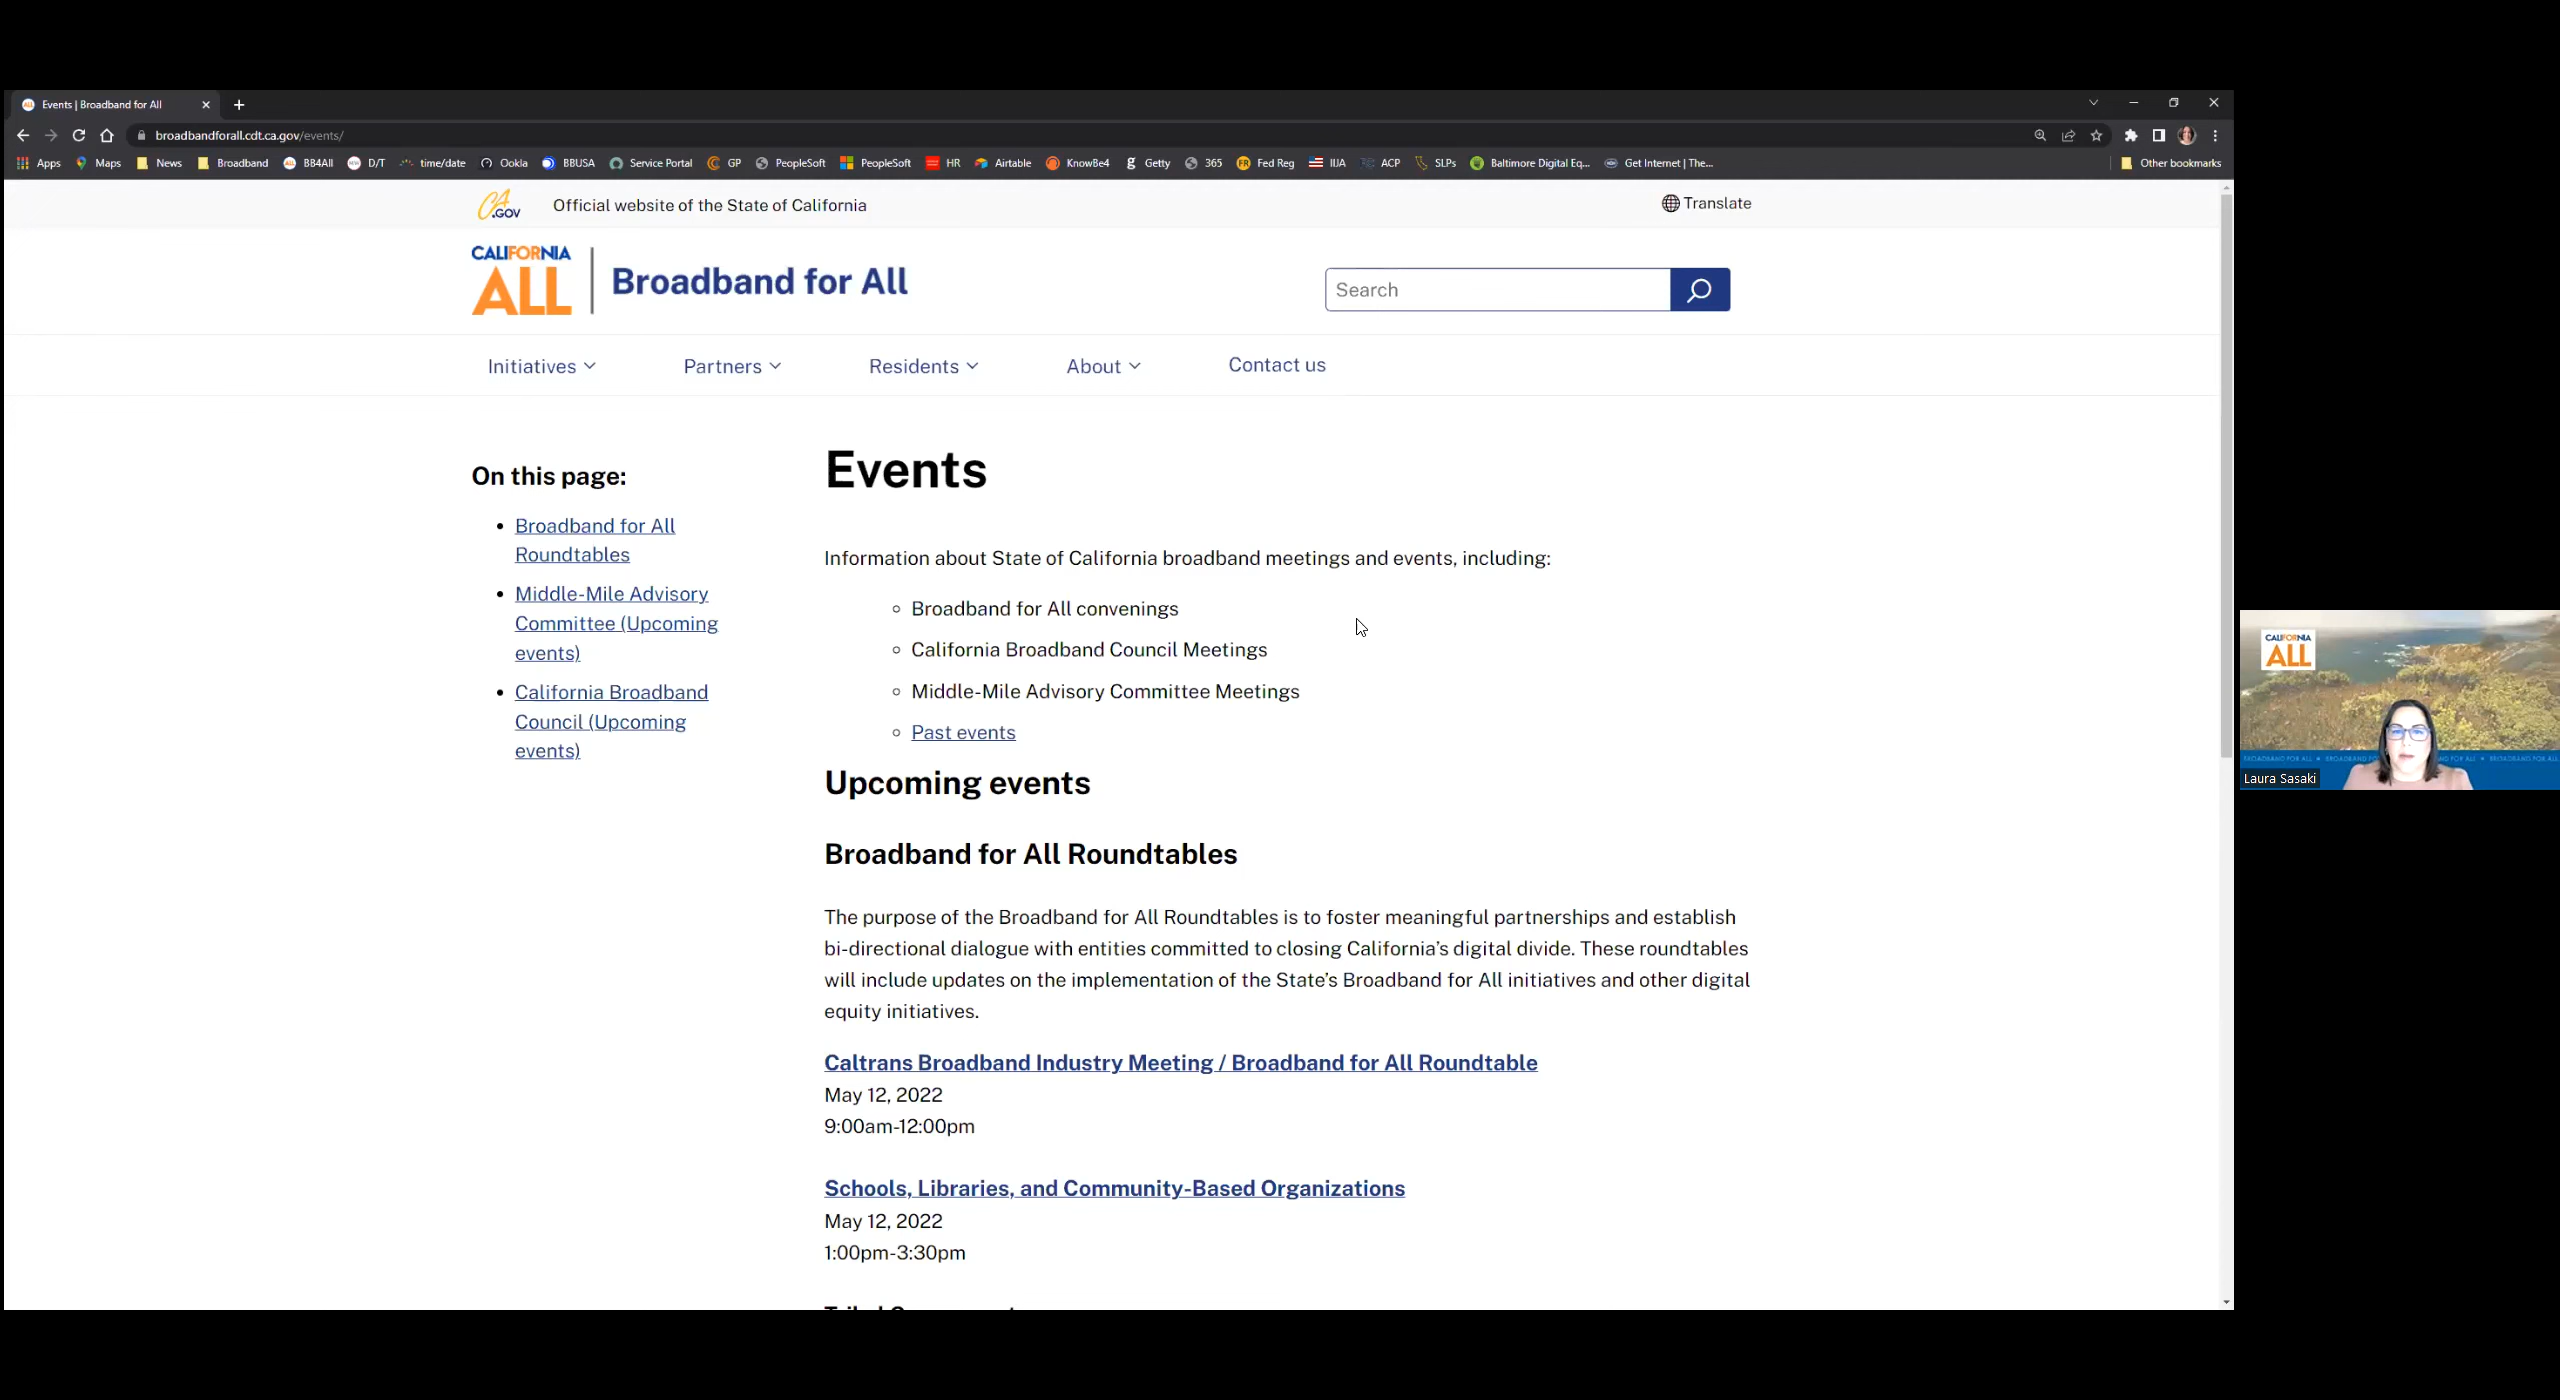 Events | Broadband for All
broadbandforall.cdt.ca.gov/events/
Apps Maps News Broadband BB4All D/T time/date Ookla BBUSA Service Portal GP PeopleSoft PeopleSoft HR Airtable KnowBe4 Getty 365 Fed Reg IIJA ACP SLPs Baltimore Digital Eq... Get Internet | The... Other bookmarks
CA.GOV Official website of the State of California Translate
CALIFORNIA
ALL
Broadband for All
Search
Initiatives Partners Residents About Contact us
On this page:
Broadband for All
Roundtables
Middle-Mile Advisory
Committee (Upcoming
events)
California Broadband
Council (Upcoming
events)
Events
Information about State of California broadband meetings and events, including:
Broadband for All convenings
California Broadband Council Meetings
Middle-Mile Advisory Committee Meetings
Past events
Upcoming events
Broadband for All Roundtables
The purpose of the Broadband for All Roundtables is to foster meaningful partnerships and establish
bi-directional dialogue with entities committed to closing California’s digital divide. These roundtables
will include updates on the implementation of the State’s Broadband for All initiatives and other digital
equity initiatives.
Caltrans Broadband Industry Meeting / Broadband for All Roundtable
May 12, 2022
9:00am-12:00pm
Schools, Libraries, and Community-Based Organizations
May 12, 2022
1:00pm-3:30pm
CALIFORNIA
ALL
BROADBAND FOR ALL
Laura Sasaki